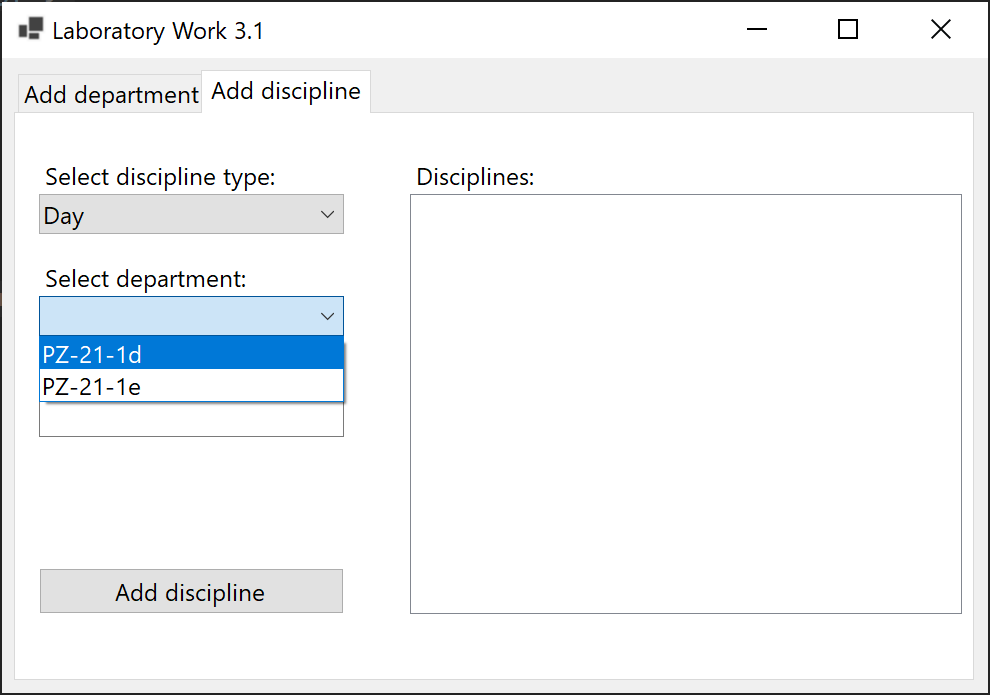 Laboratory Work 3.1
Add department
Add discipline
Select discipline type:
Day
Select department:
PZ-21-1d
PZ-21-1e
Add discipline
Disciplines: